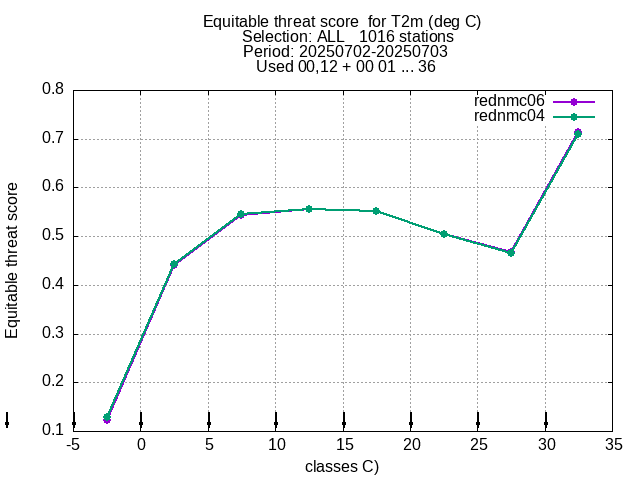 Equitable threat score  for T2m (deg C)
Selection: ALL   1016 stations
Period: 20250702-20250703
Used 00,12 + 00 01 ... 36
rednmc06
rednmc04
Equitable threat score
0.8
0.7
0.6
0.5
0.4
0.3
0.2
0.1
-5 0 5 10 15 20 25 30 35
classes C)